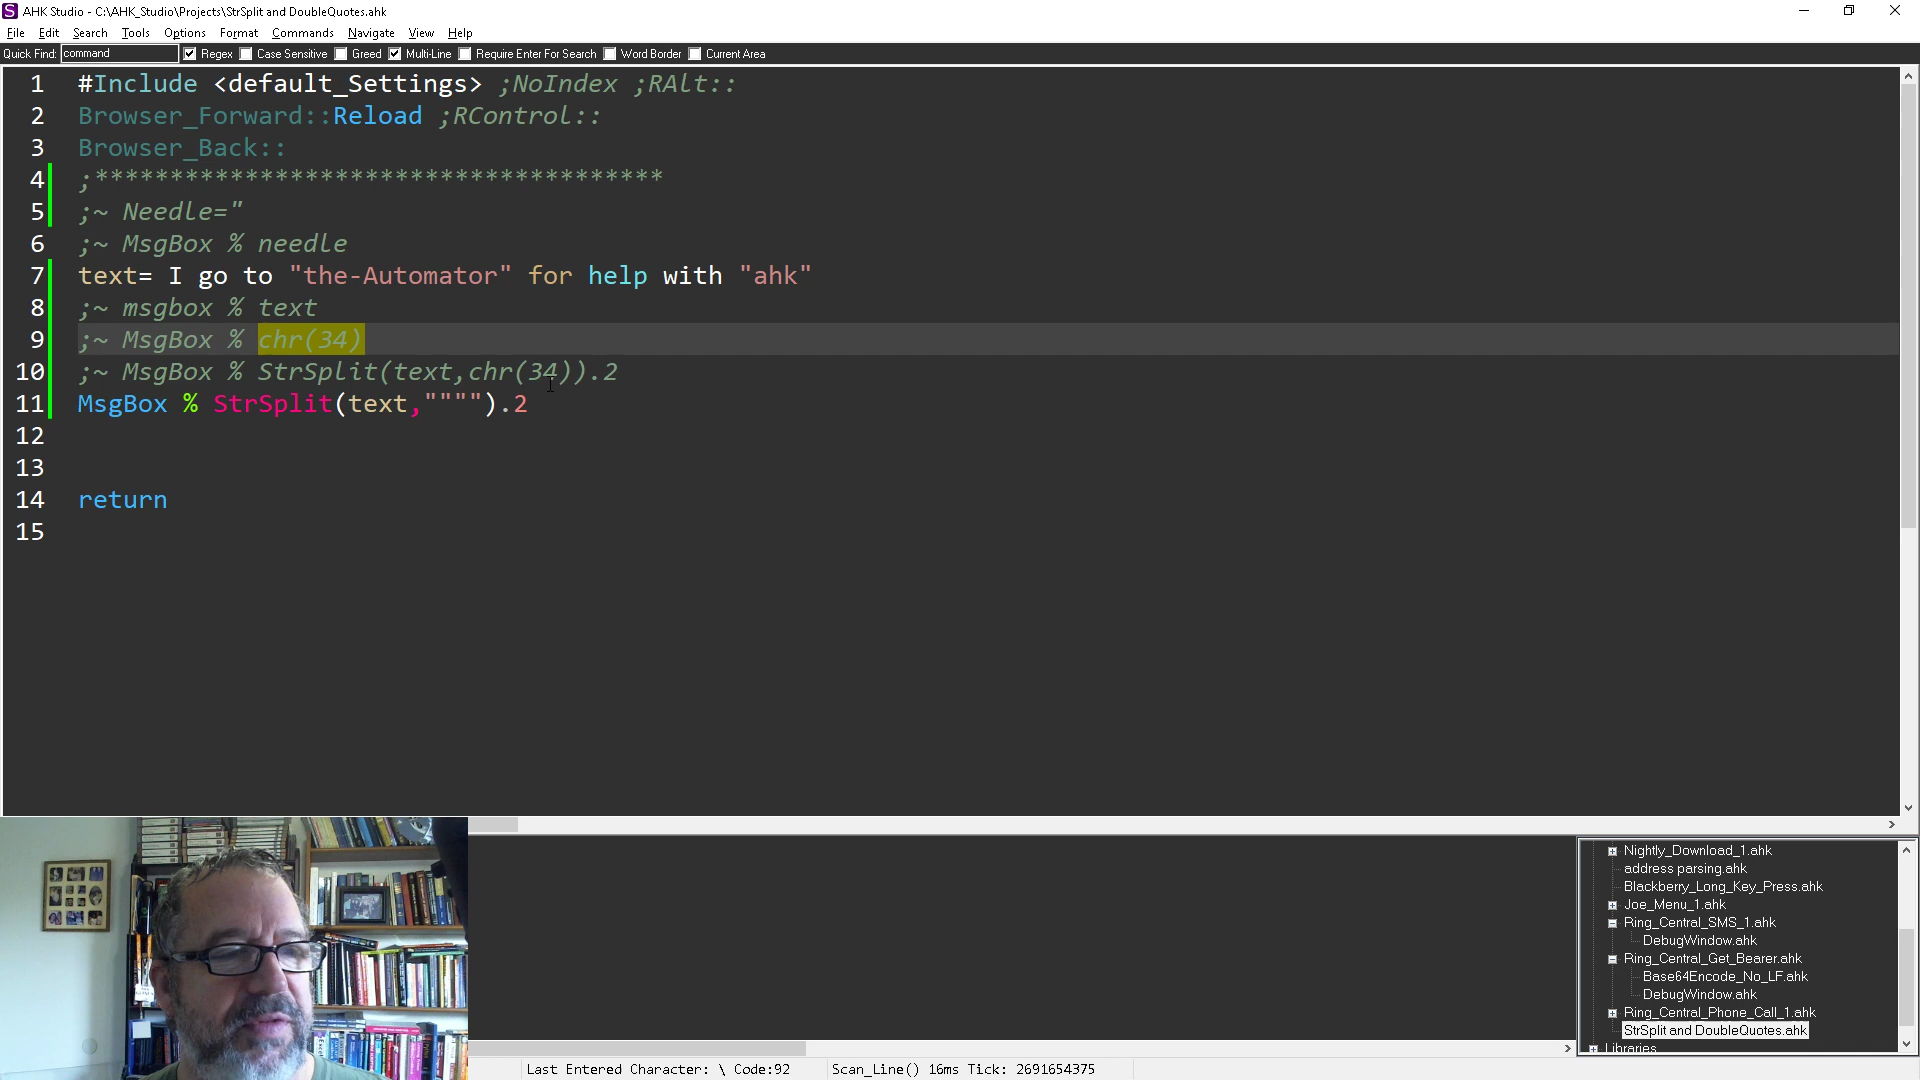 AHK Studio - C:\AHK_Studio\Projects\StrSplit and DoubleQuotes.ahk
File Edit Search Tools Options Format Commands Navigate View Help
Quick Find: command Regex Case Sensitive Greed Multi-Line Require Enter For Search Word Border Current Area
1 #Include <default_Settings> ;NoIndex ;RAlt::
2 Browser_Forward::Reload ;RControl::
3 Browser_Back::
4 ;**************************************
5 ;~ Needle="
6 ;~ MsgBox % needle
7 text= I go to "the-Automator" for help with "ahk"
8 ;~ msgbox % text
9 ;~ MsgBox % chr(34)
10 ;~ MsgBox % StrSplit(text,chr(34)).2
11 MsgBox % StrSplit(text,"""").2
12
13
14 return
15
Nightly_Download_1.ahk
address parsing.ahk
Blackberry_Long_Key_Press.ahk
Joe_Menu_1.ahk
Ring_Central_SMS_1.ahk
DebugWindow.ahk
Ring_Central_Get_Bearer.ahk
Base64Encode_No_LF.ahk
DebugWindow.ahk
Ring_Central_Phone_Call_1.ahk
StrSplit and DoubleQuotes.ahk
Libraries
Last Entered Character: \ Code:92 Scan_Line() 16ms Tick: 2691654375